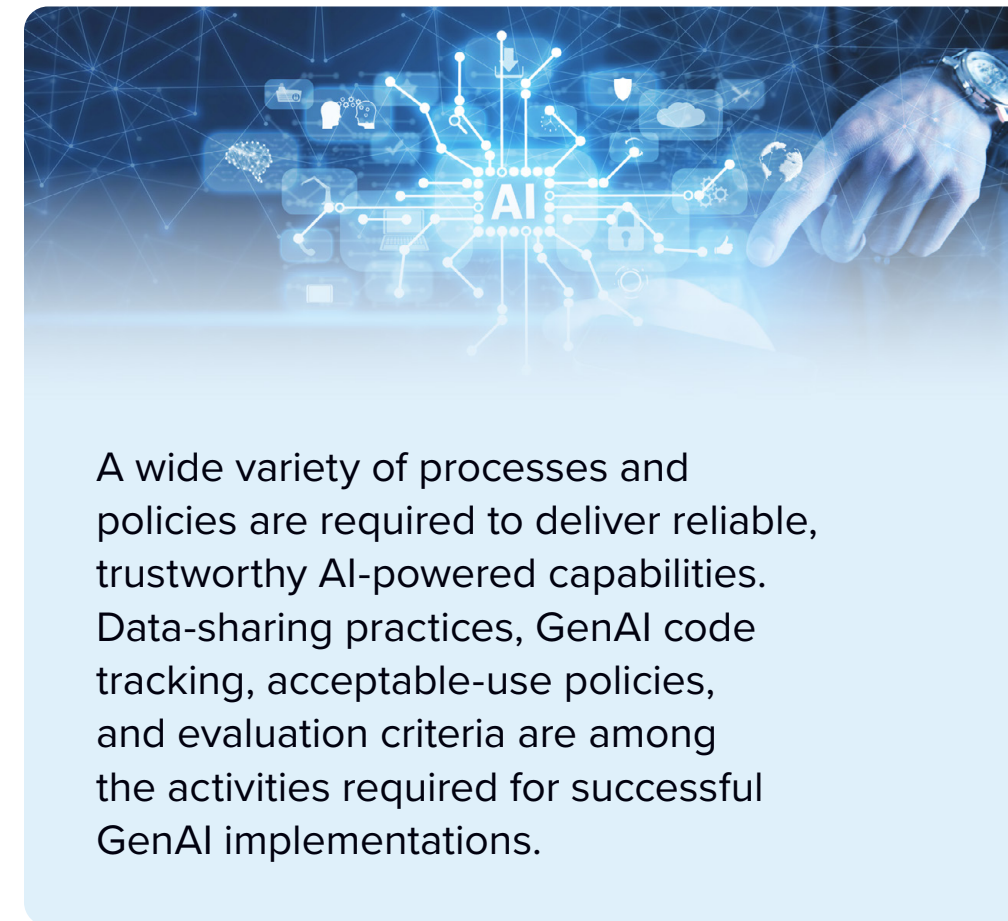 AI
A wide variety of processes and
policies are required to deliver reliable,
trustworthy AI-powered capabilities.
Data-sharing practices, GenAI code
tracking, acceptable-use policies,
and evaluation criteria are among
the activities required for successful
GenAI implementations.